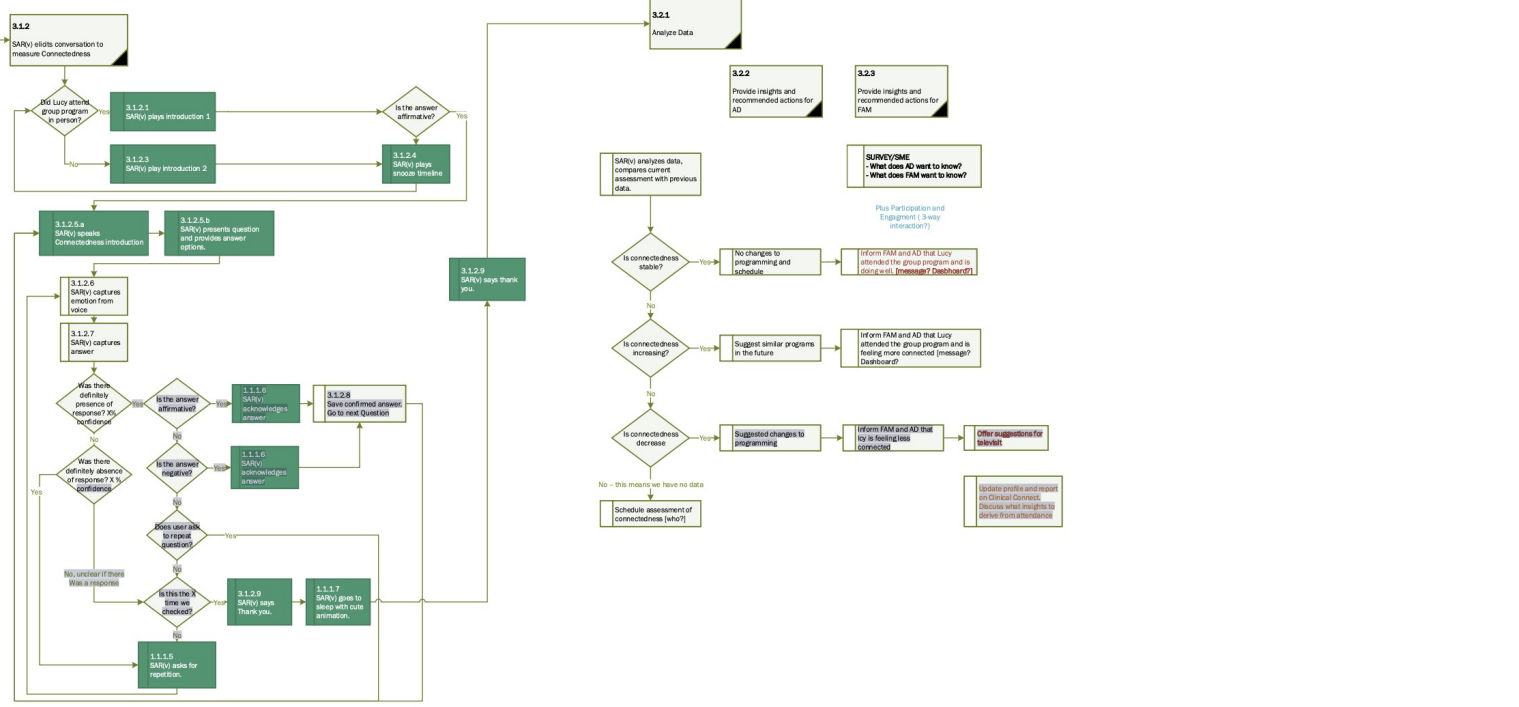 3.1.2
SAR(v) elicits conversation to
measure Connectedness
Did Lucy attend
group program
in person?
Yes
3.1.2.1
SAR(v) plays introduction 1
Is the answer
affirmative?
Yes
No
3.1.2.3
SAR(v) play introduction 2
3.1.2.4
SAR(v) plays
snooze timeline
3.1.2.5.a
SAR(v) speaks
Connectedness introduction
3.1.2.5.b
SAR(v) presents question
and provides answer
options.
3.1.2.6
SAR(v) captures
emotion from
voice
3.1.2.7
SAR(v) captures
answer
Was there
definitely
presence of
response? X%
confidence
Yes
Is the answer
affirmative?
Yes
1.1.1.6
SAR(v)
acknowledges
answer
3.1.2.8
Save confirmed answer.
Go to next Question
No
No
Was there
definitely absence
of response? X %
confidence
Yes
Is the answer
negative?
Yes
1.1.1.6
SAR(v)
acknowledges
answer
No
Does user ask
to repeat
question?
Yes
No
No, unclear if there
Was a response
Is this the X
time we
checked?
Yes
3.1.2.9
SAR(v) says
Thank you.
1.1.1.7
SAR(v) goes to
sleep with cute
animation.
No
1.1.1.5
SAR(v) asks for
repetition.
3.1.2.9
SAR(v) says thank
you.
3.2.1
Analyze Data
3.2.2
Provide insights and
recommended actions for
AD
3.2.3
Provide insights and
recommended actions for
FAM
SURVEY/SME
- What does AD want to know?
- What does FAM want to know?
Plus Participation and
Engagment ( 3-way
interaction?)
SAR(v) analyzes data,
compares current
assessment with previous
data.
Is connectedness
stable?
Yes
No changes to
programming and
schedule
Inform FAM and AD that Lucy
attended the group program and is
doing well. [message? Dasbhoard?]
No
Is connectedness
increasing?
Yes
Suggest similar programs
in the future
Inform FAM and AD that Lucy
attended the group program and is
feeling more connected [message?
Dashboard?
No
Is connectedness
decrease
Yes
Suggested changes to
programming
Inform FAM and AD that
lcy is feeling less
connected
Offer suggestions for
televisit
No – this means we have no data
Schedule assessment of
connectedness [who?]
Update profile and report
on Clinical Connect.
Discuss what insights to
derive from attendance